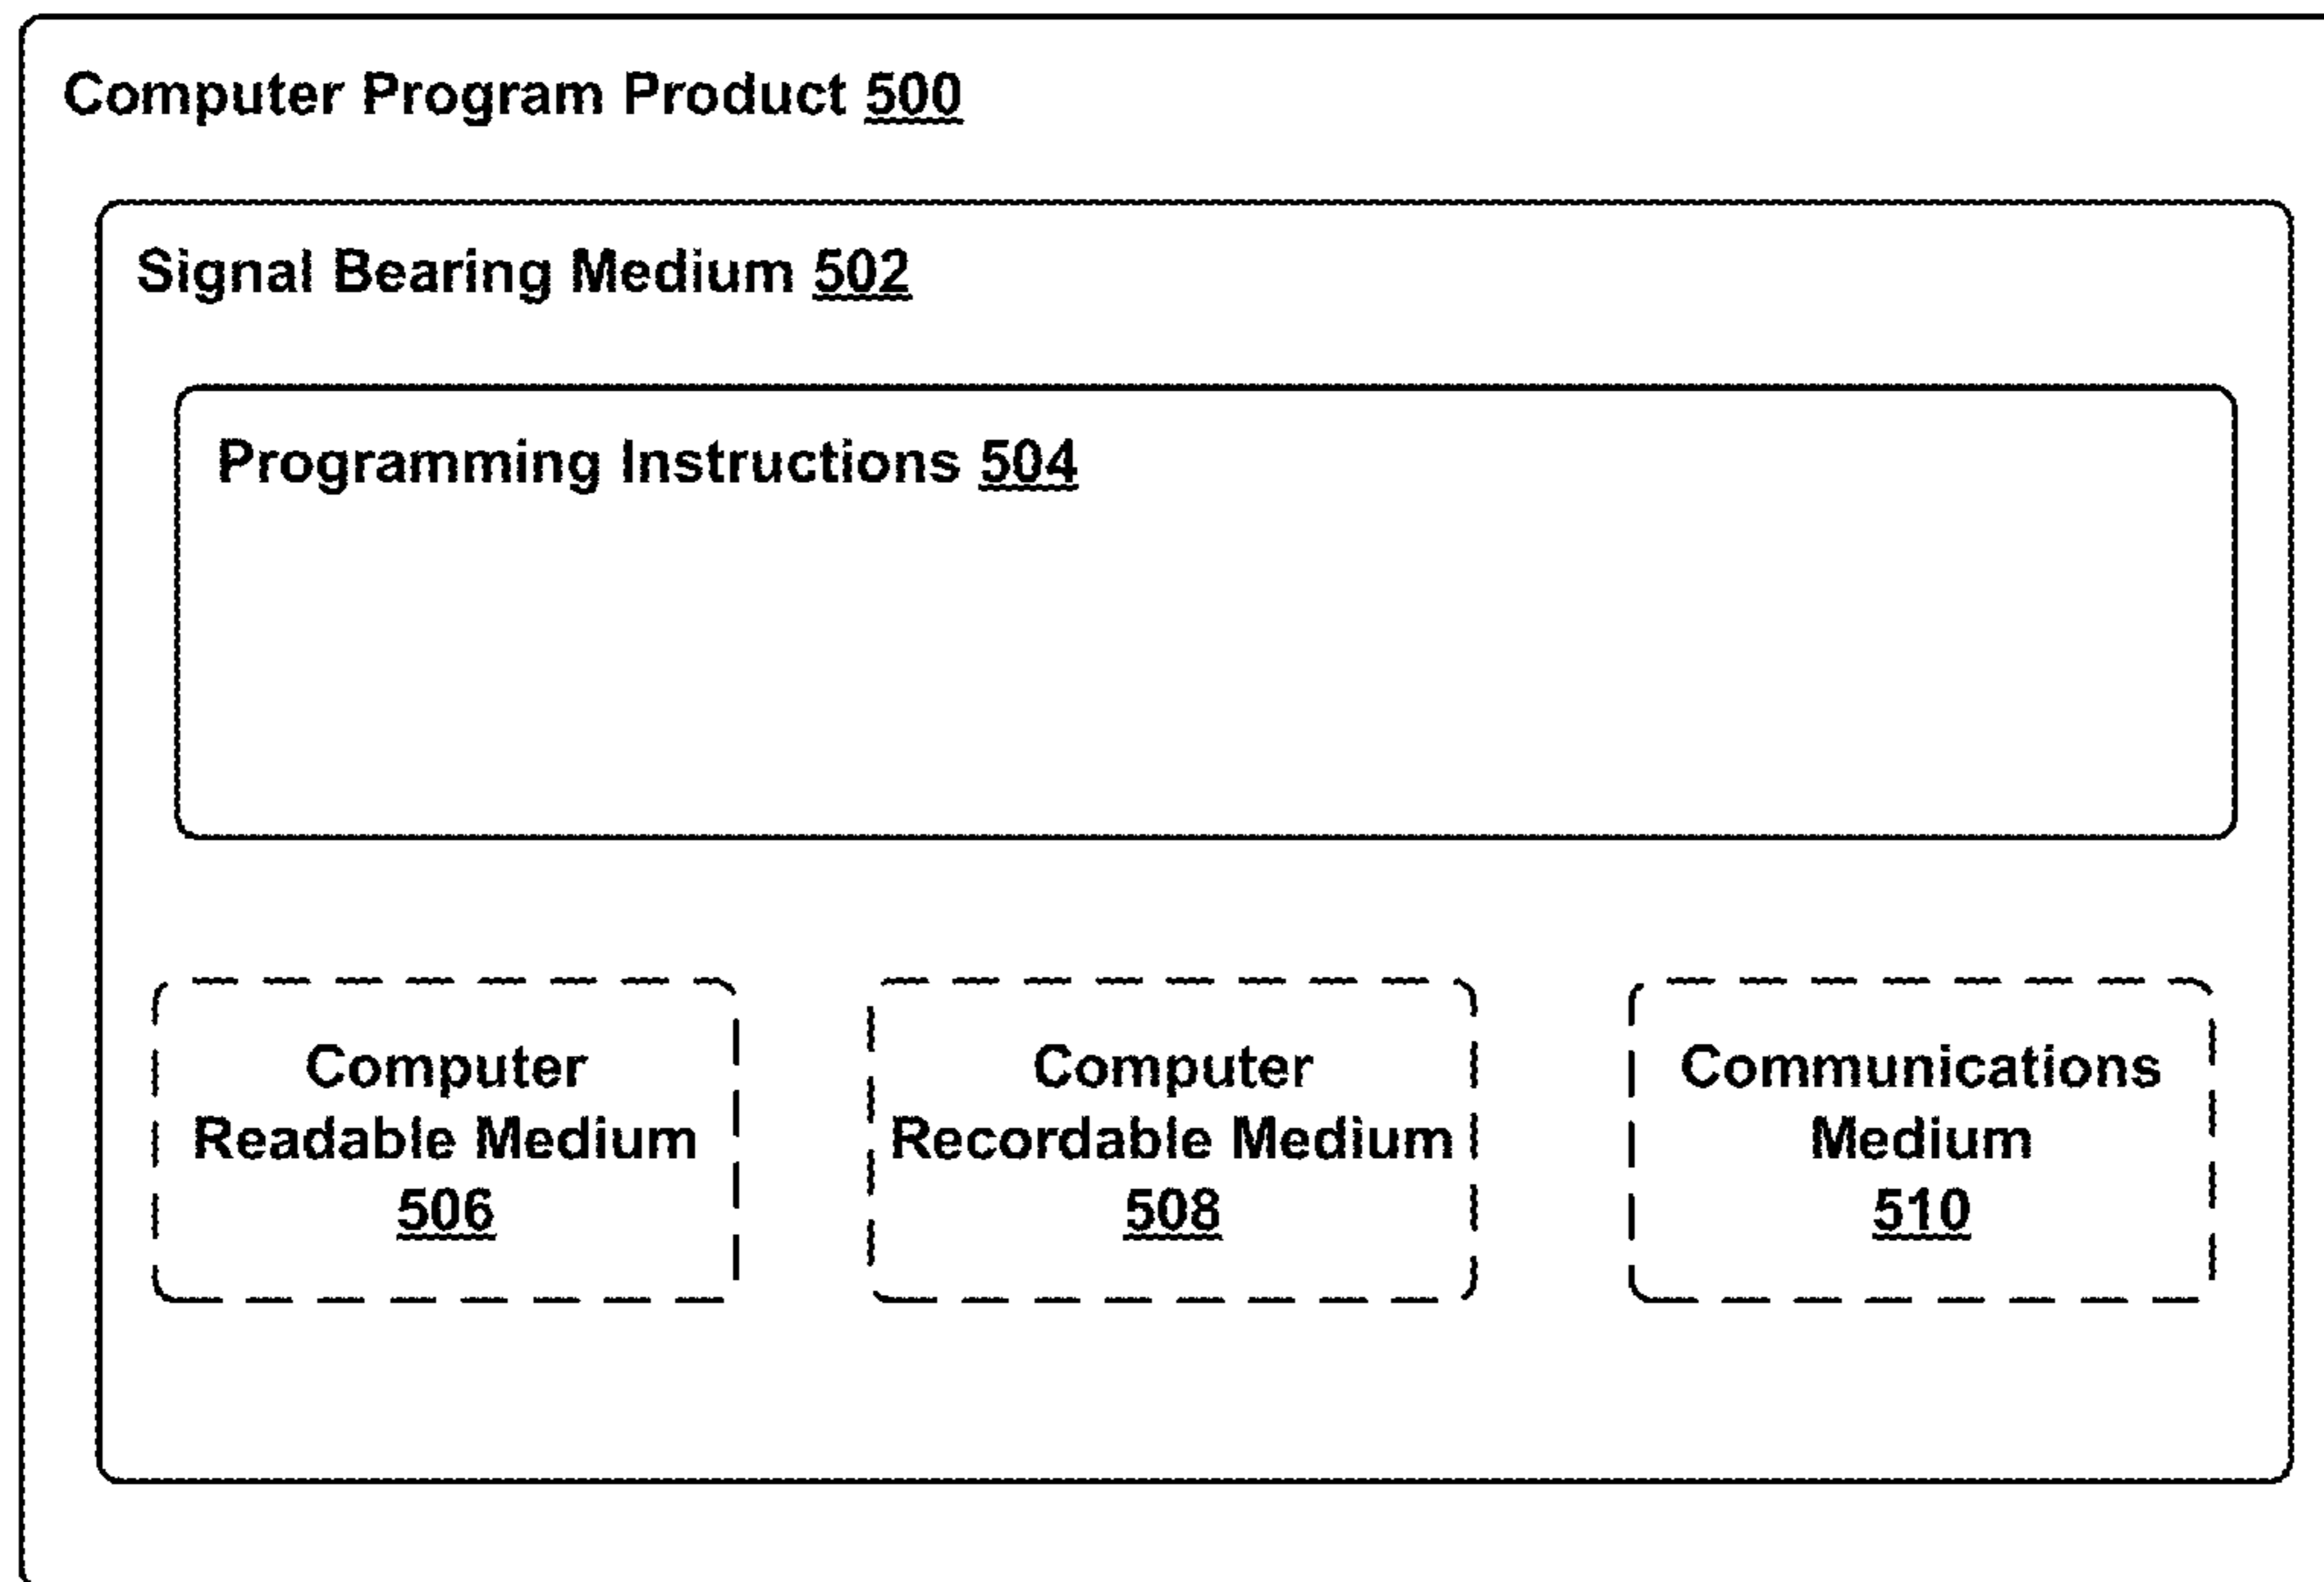 Computer Program Product 500
Signal Bearing Medium 502
Programming Instructions 504
Computer
Readable Medium
506
Computer
Recordable Medium
508
Communications
Medium
510